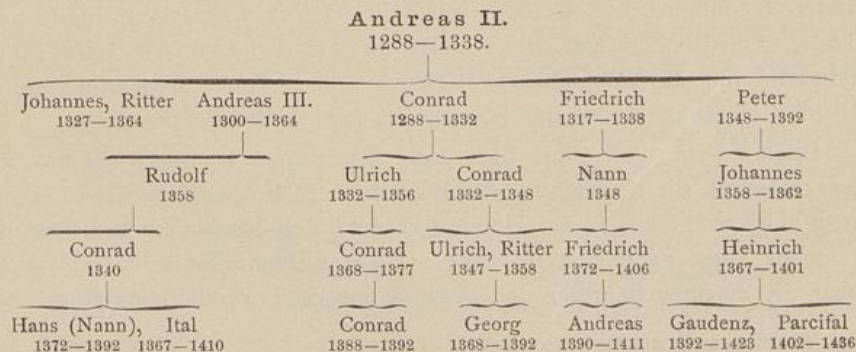 Andreas II.
1288—1338.
Johannes, Ritter Andreas III. Conrad Friedrich Peter
1327—1364 1300—1364 1288—1332 1317—1338 1348—1392
Rudolf Ulrich Conrad Nann Johannes
1358 1332—1356 1332—1348 1348 1358—1362
Conrad Conrad Ulrich, Ritter Friedrich Heinrich
1340 1368—1377 1347—1358 1372—1406 1367—1401
Hans (Nann), Ital Conrad Georg Andreas Gaudenz, Parcifal
1372—1392 1367—1410 1388—1392 1368—1392 1390—1411 1392—1423 1402—1436